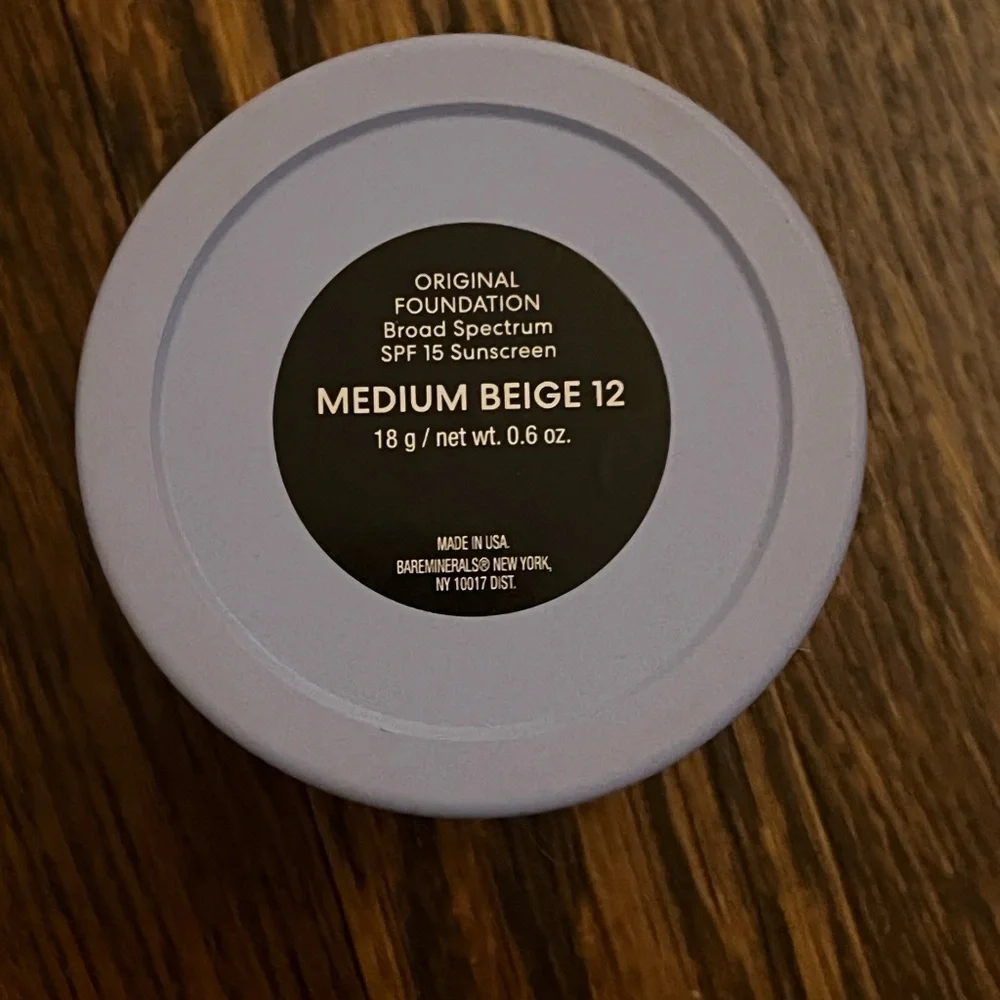 ORIGINAL
FOUNDATION
Broad Spectrum
SPF 15 Sunscreen
MEDIUM BEIGE 12
18 g / net wt. 0.6 oz.
MADE IN USA.
BAREMINERALS® NEW YORK,
NY 10017 DIST.